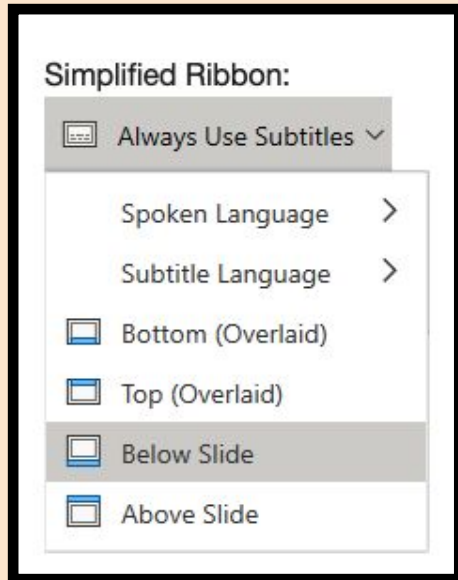 Simplified Ribbon:
Always Use Subtitles
Spoken Language
Subtitle Language
Bottom (Overlaid)
Top (Overlaid)
Below Slide
Above Slide